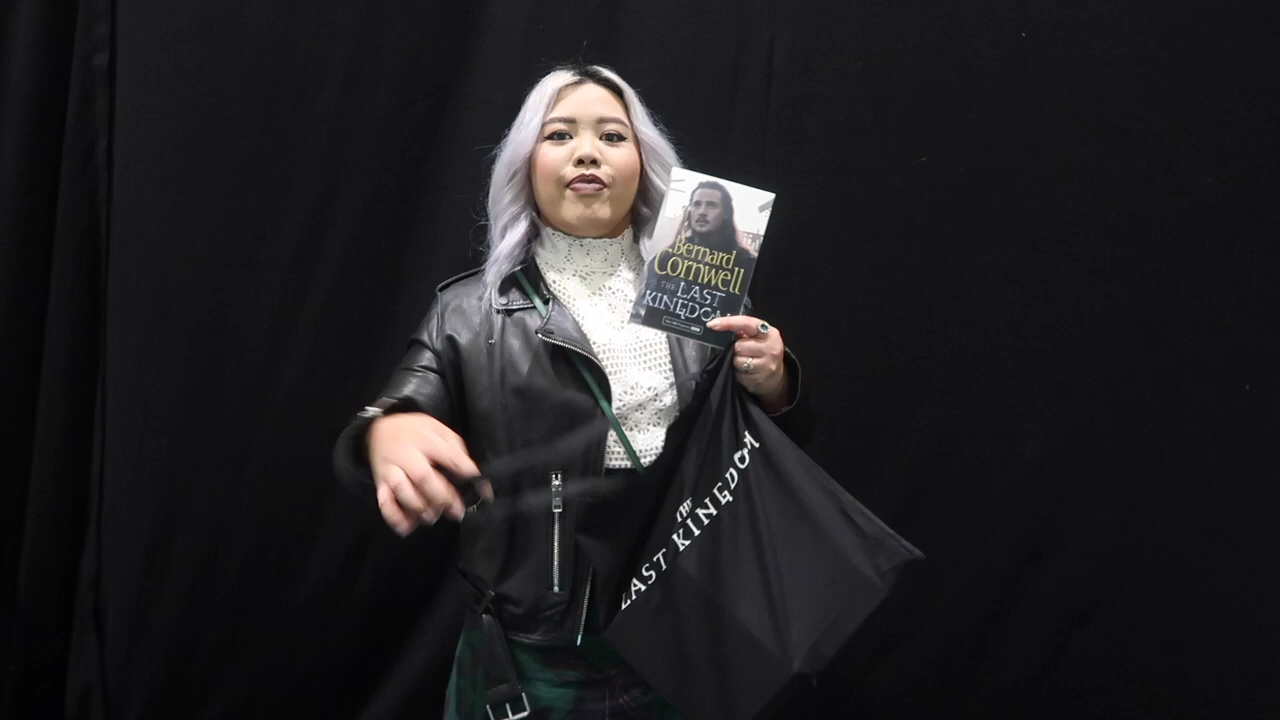 Bernard
Cornwell
THE LAST
KINGDOM
THE
LAST KINGDOM